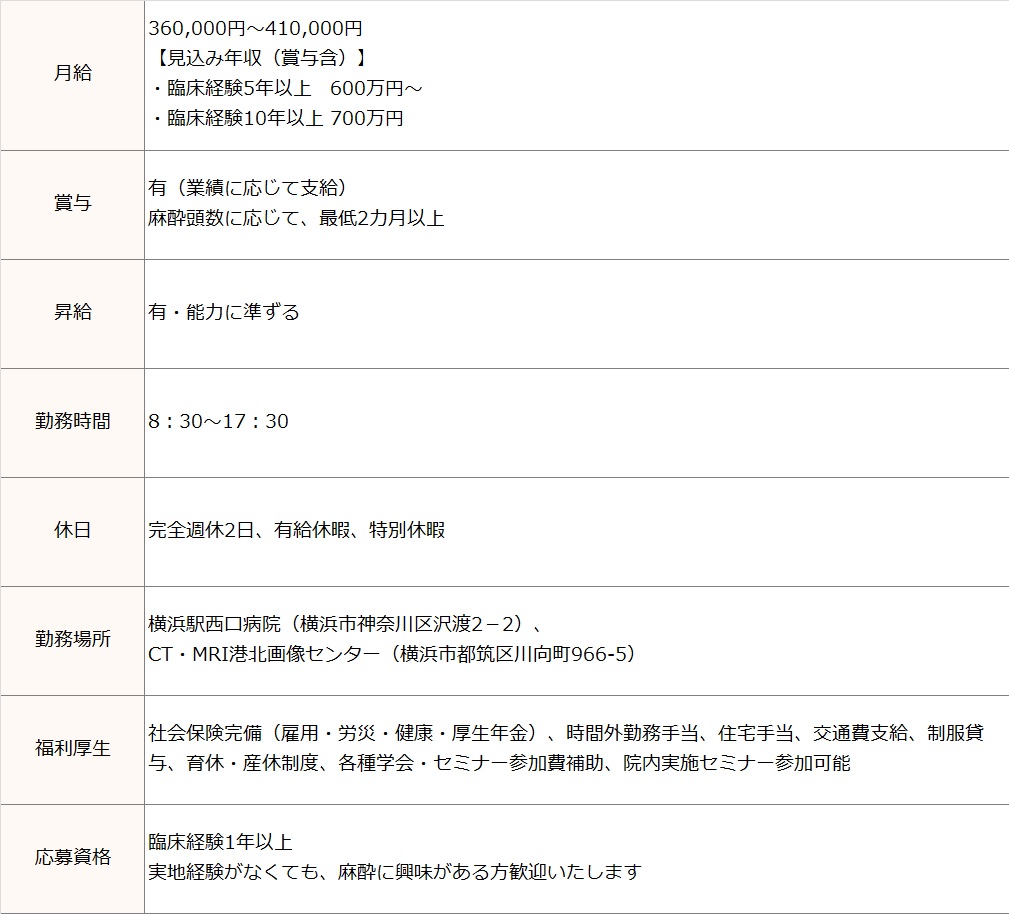 月給
360,000円～410,000円
【見込み年収（賞与含）】
・臨床経験5年以上　600万円～
・臨床経験10年以上 700万円
賞与
有（業績に応じて支給）
麻酔頭数に応じて、最低2カ月以上
昇給
有・能力に準ずる
勤務時間
8：30～17：30
休日
完全週休2日、有給休暇、特別休暇
勤務場所
横浜駅西口病院（横浜市神奈川区沢渡2－2）、
CT・MRI港北画像センター（横浜市都筑区川向町966-5）
福利厚生
社会保険完備（雇用・労災・健康・厚生年金）、時間外勤務手当、住宅手当、交通費支給、制服貸
与、育休・産休制度、各種学会・セミナー参加費補助、院内実施セミナー参加可能
応募資格
臨床経験1年以上
実地経験がなくても、麻酔に興味がある方歓迎いたします